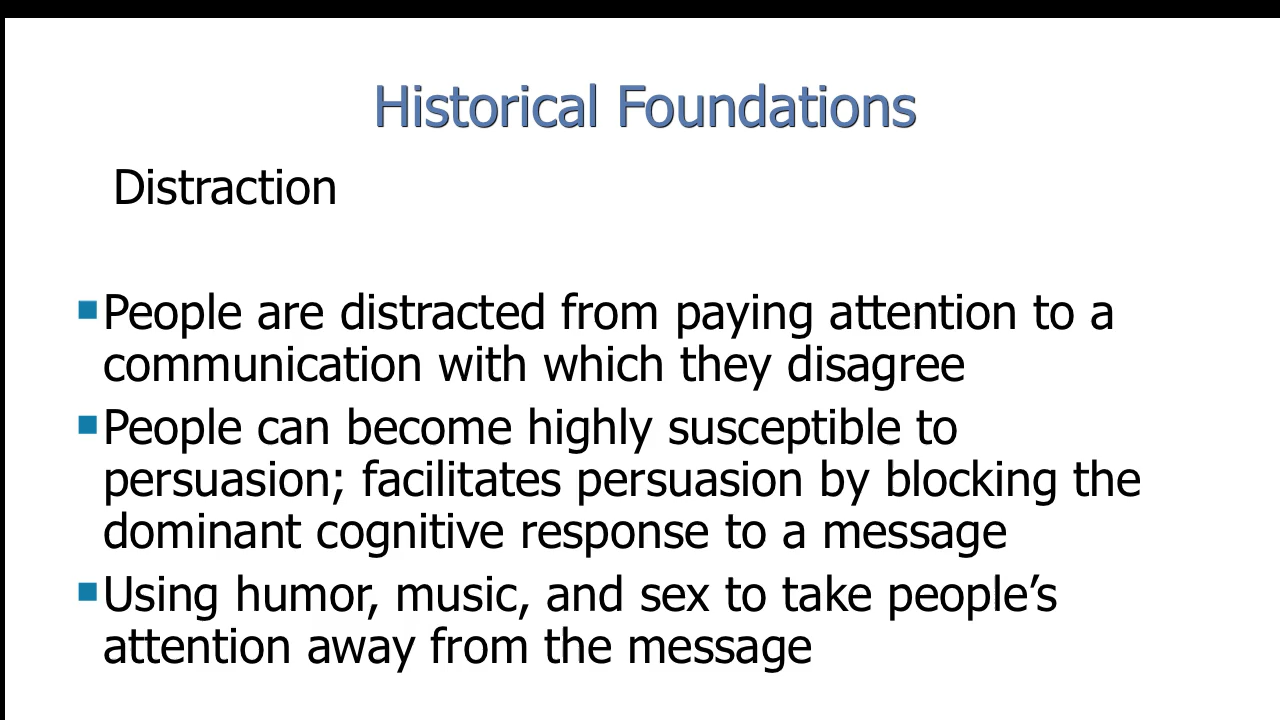 Historical Foundations
Distraction
People are distracted from paying attention to a
communication with which they disagree
People can become highly susceptible to
persuasion; facilitates persuasion by blocking the
dominant cognitive response to a message
Using humor, music, and sex to take people’s
attention away from the message